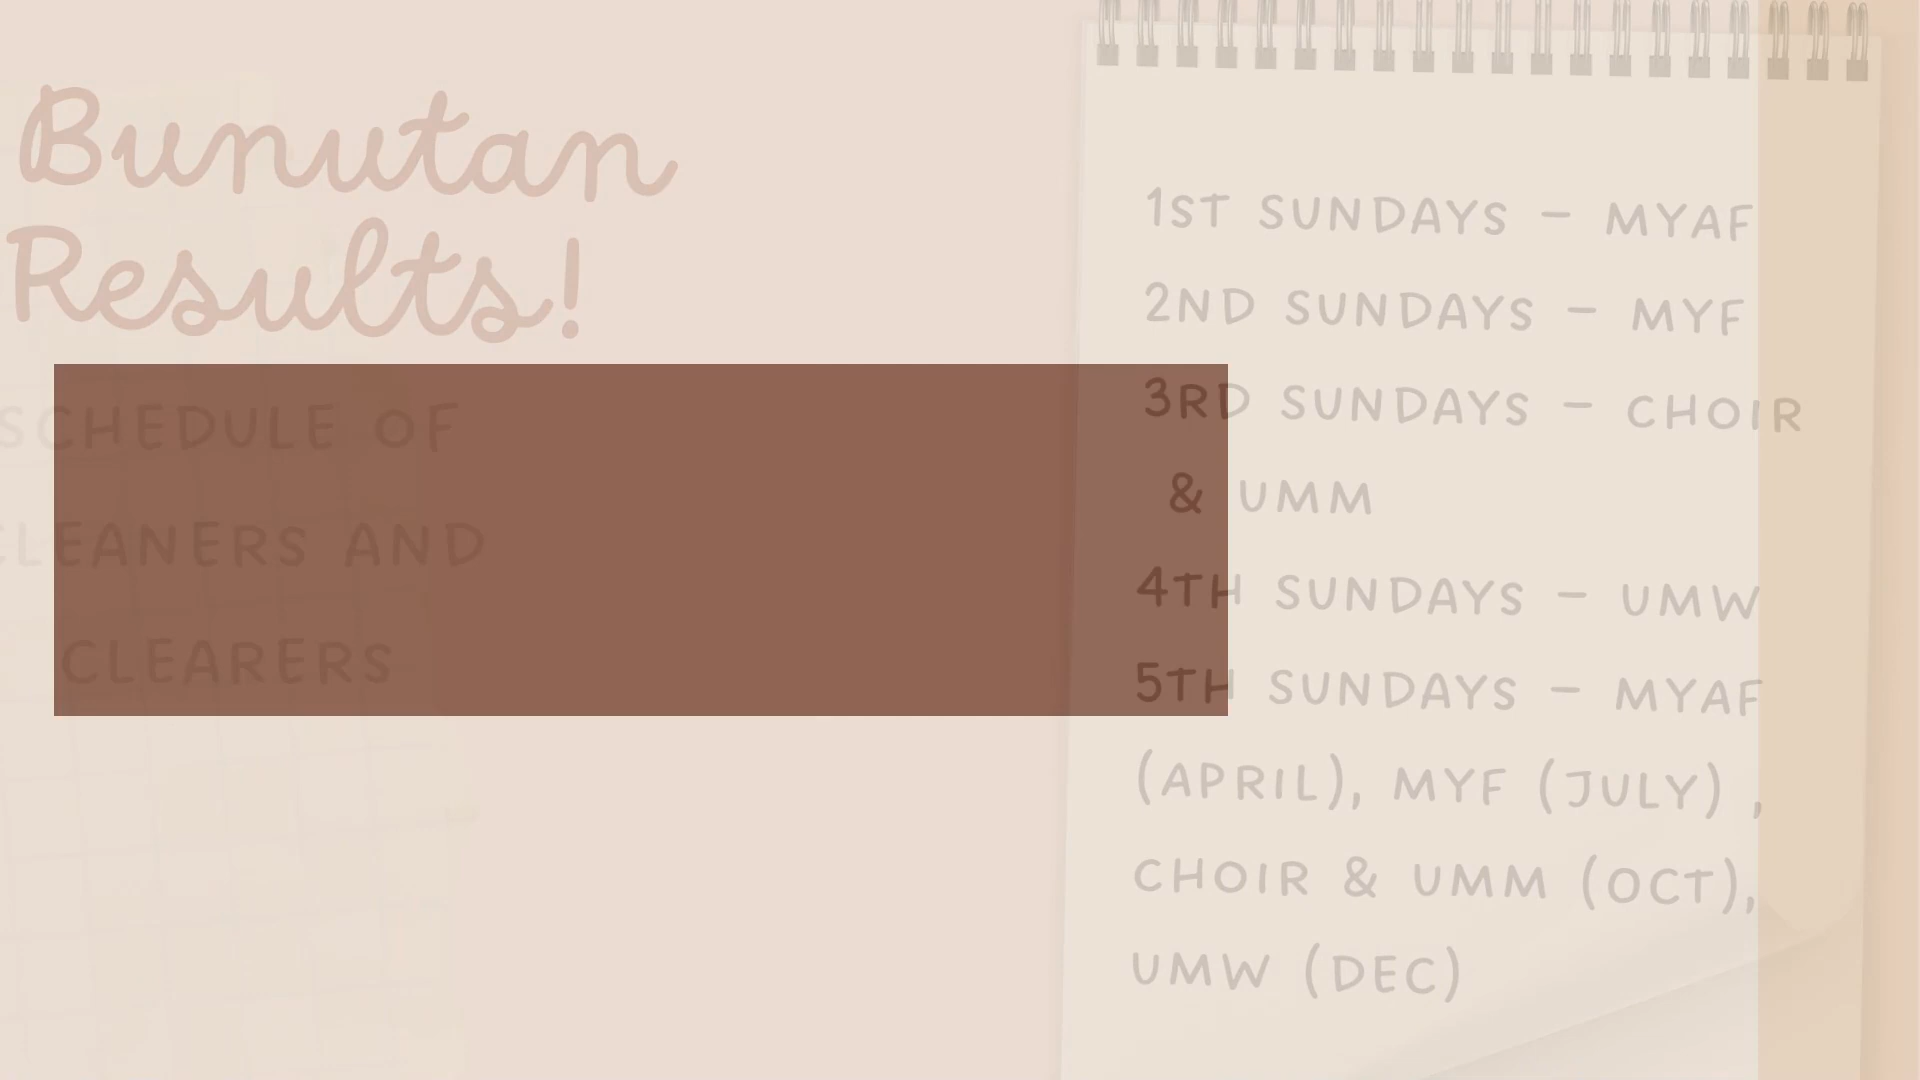 Bunutan
Results!
SCHEDULE OF
CLEANERS AND
CLEARERS
1ST SUNDAYS – MYAF
2ND SUNDAYS – MYF
3RD SUNDAYS – CHOIR
& UMM
4TH SUNDAYS – UMW
5TH SUNDAYS – MYAF
(APRIL), MYF (JULY) ,
CHOIR & UMM (OCT),
UMW (DEC)